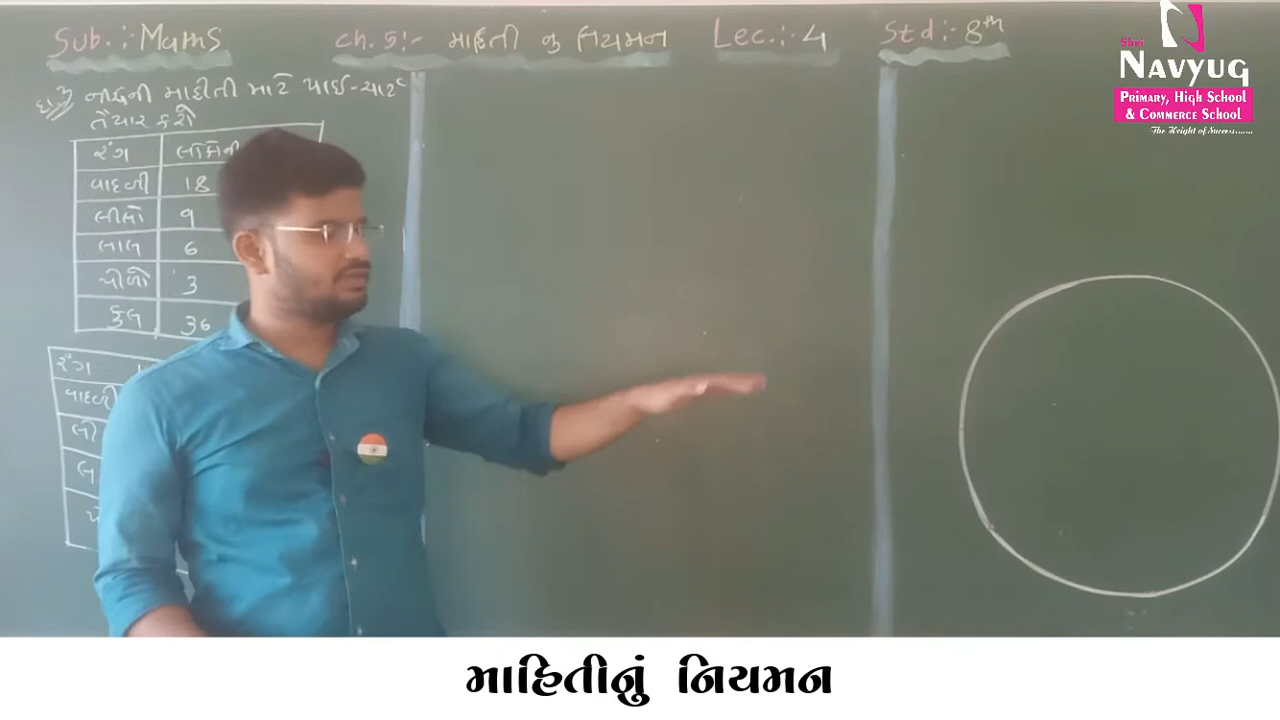 Sub. :- Maths
Ch. 5 :- માહિતી નુ નિયમન
Lec. :- 4
Std :- 8th
Shri
NAVYUG
PRIMARY, HIGH SCHOOL
& COMMERCE SCHOOL
The Height of Success.......
દા.3 નીચેની માહીતી માટે પાઈ-ચાર્ટ
તૈયાર કરો
રંગ
વાદળી 18
લીલો 9
લાલ 6
પીળો 3
કુલ 36
રંગ
વાદળી
લી
લ
માહિતીનું નિયમન